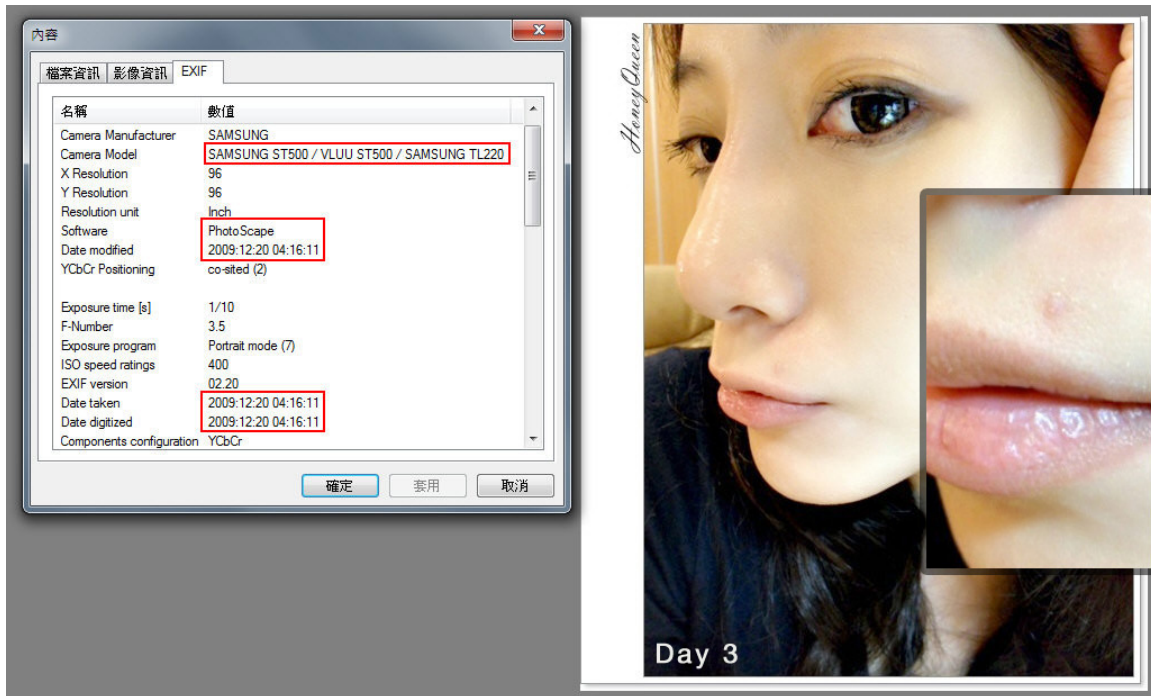 內容
檔案資訊 影像資訊 EXIF
名稱 數值
Camera Manufacturer SAMSUNG
Camera Model SAMSUNG ST500 / VLUU ST500 / SAMSUNG TL220
X Resolution 96
Y Resolution 96
Resolution unit Inch
Software PhotoScape
Date modified 2009:12:20 04:16:11
YCbCr Positioning co-sited (2)
Exposure time [s] 1/10
F-Number 3.5
Exposure program Portrait mode (7)
ISO speed ratings 400
EXIF version 02.20
Date taken 2009:12:20 04:16:11
Date digitized 2009:12:20 04:16:11
Components configuration YCbCr
確定 套用 取消
HoneyQueen
Day 3